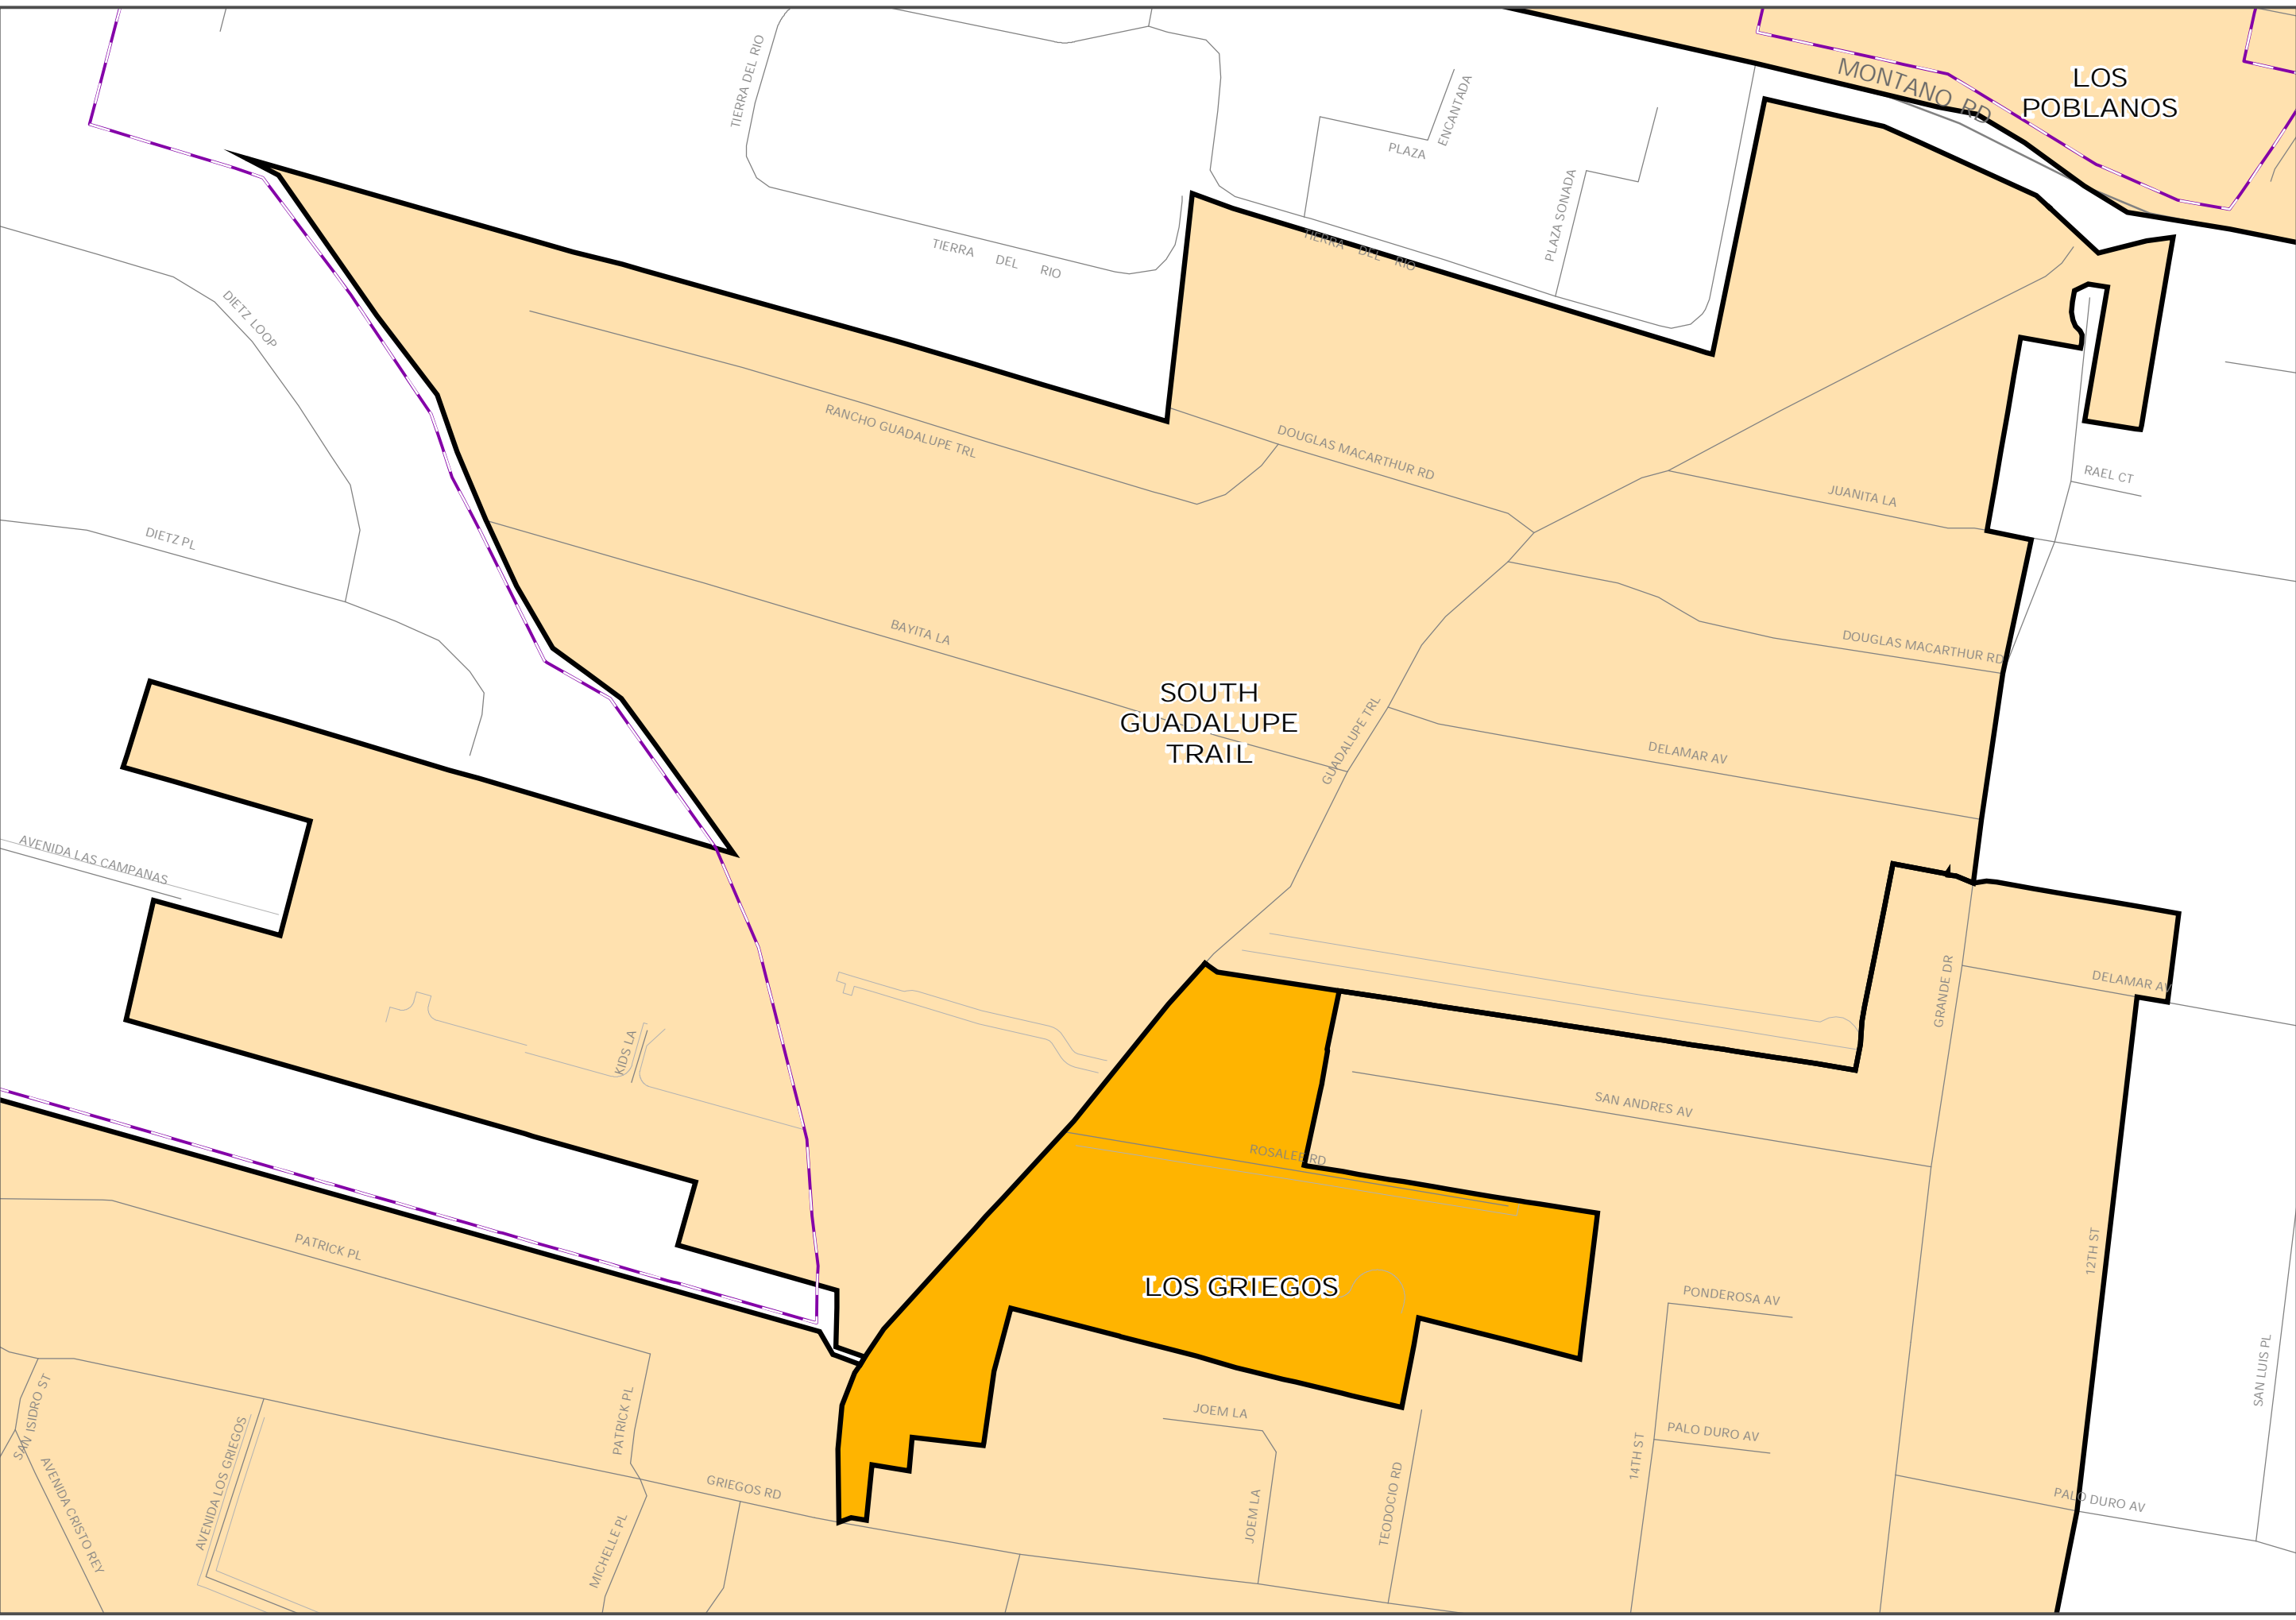 MONTANO RD
LOS
POBLANOS
TIERRA DEL RIO
PLAZA ENCANTADA
PLAZA SONADA
TIERRA DEL RIO
TIERRA DEL RIO
DIETZ LOOP
RANCHO GUADALUPE TRL
DOUGLAS MACARTHUR RD
JUANITA LA
RAEL CT
DIETZ PL
BAYITA LA
DOUGLAS MACARTHUR RD
SOUTH
GUADALUPE
TRAIL
GUADALUPE TRL
DELAMAR AV
AVENIDA LAS CAMPANAS
GRANDE DR
DELAMAR AV
KIDS LA
SAN ANDRES AV
ROSALEE RD
PATRICK PL
12TH ST
LOS GRIEGOS
PONDEROSA AV
SAN LUIS PL
SAN ISIDRO ST
AVENIDA LOS GRIEGOS
PATRICK PL
JOEM LA
14TH ST
PALO DURO AV
AVENIDA CRISTO REY
GRIEGOS RD
MICHELLE PL
JOEM LA
TEODOCIO RD
PALO DURO AV